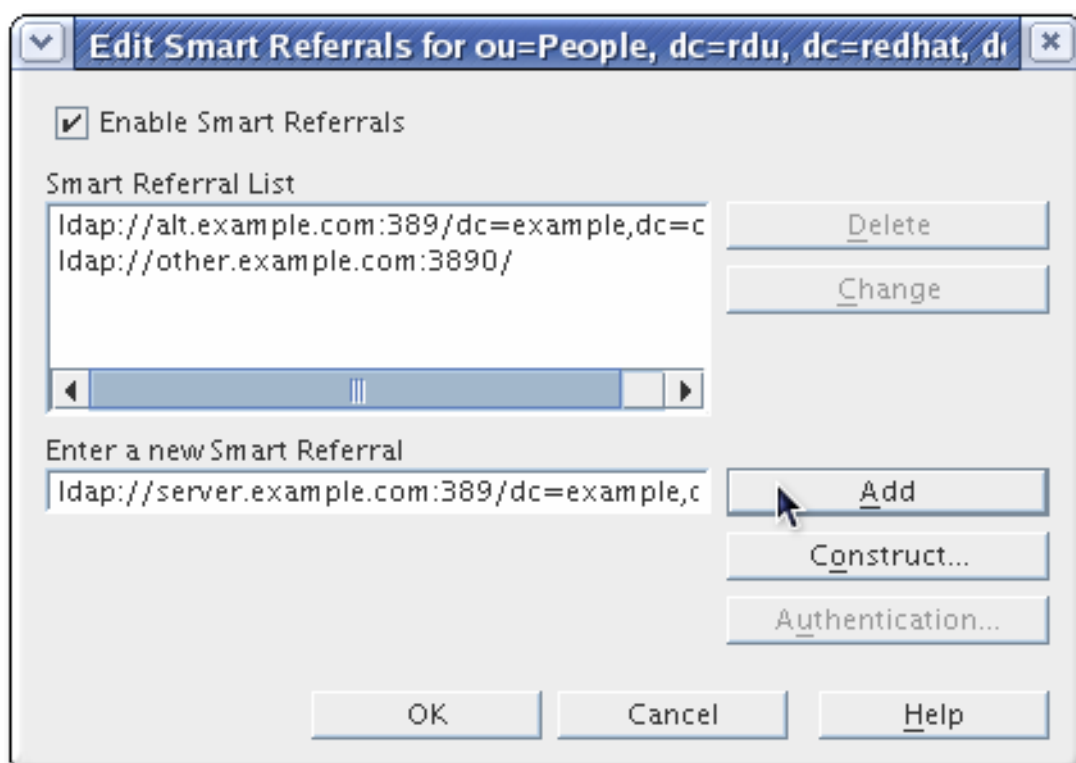 Edit Smart Referrals for ou=People, dc=rdu, dc=redhat,
Enable Smart Referrals
Smart Referral List
ldap://alt.example.com:389/dc=example,dc=c
Delete
ldap://other.example.com:3890/
Change
Enter a new Smart Referral
ldap://server.example.com:389/dc=example,c
Add
Construct...
Authentication...
OK
Cancel
Help